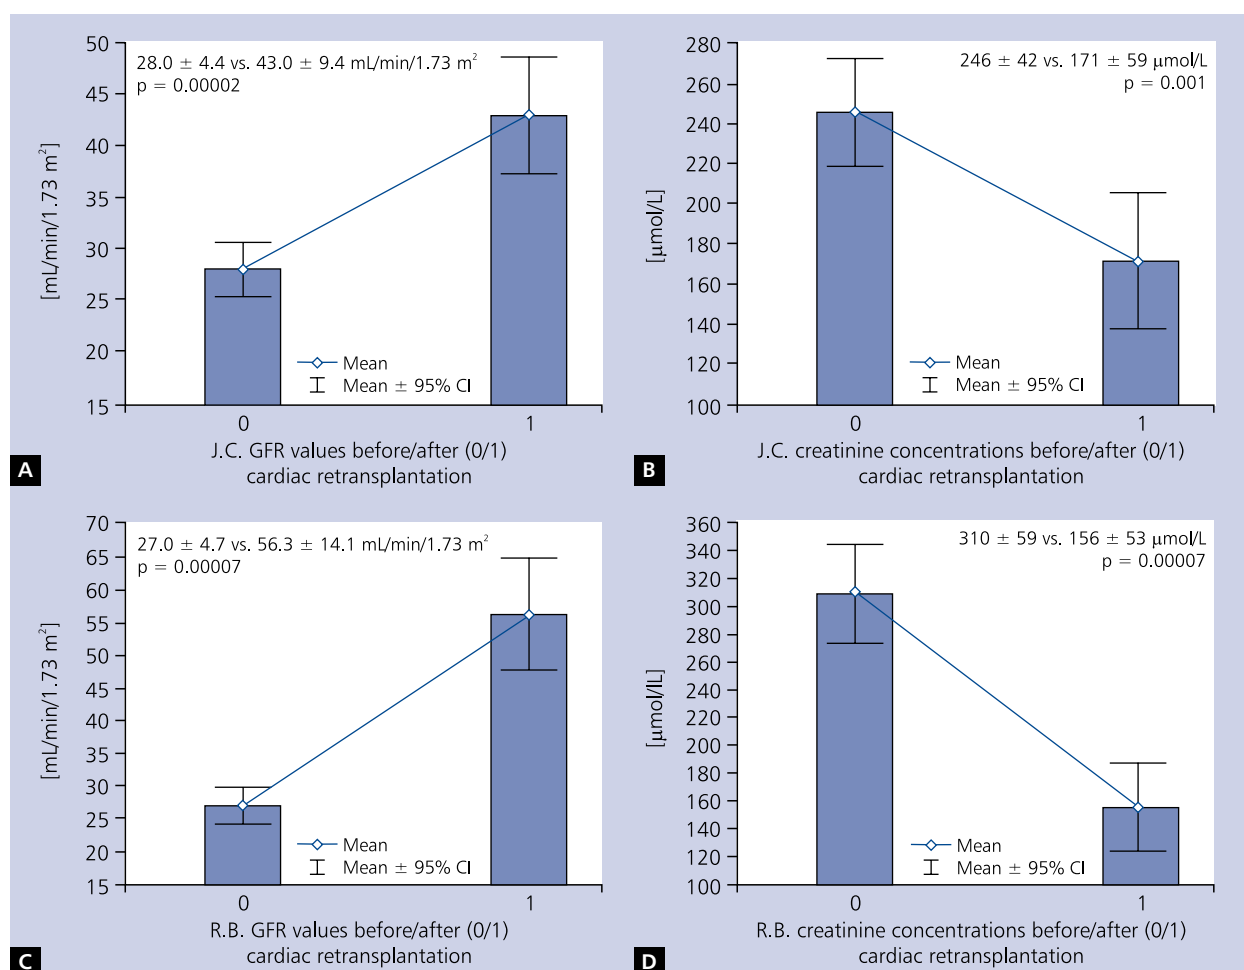 50
45
40
35
30
25
20
15
[mL/min/1.73 m²]
28.0 ± 4.4 vs. 43.0 ± 9.4 mL/min/1.73 m²
p = 0.00002
Mean
Mean ± 95% CI
0 1
J.C. GFR values before/after (0/1)
cardiac retransplantation
A
280
260
240
220
200
180
160
140
120
100
[µmol/L]
246 ± 42 vs. 171 ± 59 µmol/L
p = 0.001
Mean
Mean ± 95% CI
0 1
J.C. creatinine concentrations before/after (0/1)
cardiac retransplantation
B
70
65
60
55
50
45
40
35
30
25
20
15
[mL/min/1.73 m²]
27.0 ± 4.7 vs. 56.3 ± 14.1 mL/min/1.73 m²
p = 0.00007
Mean
Mean ± 95% CI
0 1
R.B. GFR values before/after (0/1)
cardiac retransplantation
C
360
340
320
300
280
260
240
220
200
180
160
140
120
100
[µmol/lL]
310 ± 59 vs. 156 ± 53 µmol/L
p = 0.00007
Mean
Mean ± 95% CI
0 1
R.B. creatinine concentrations before/after (0/1)
cardiac retransplantation
D